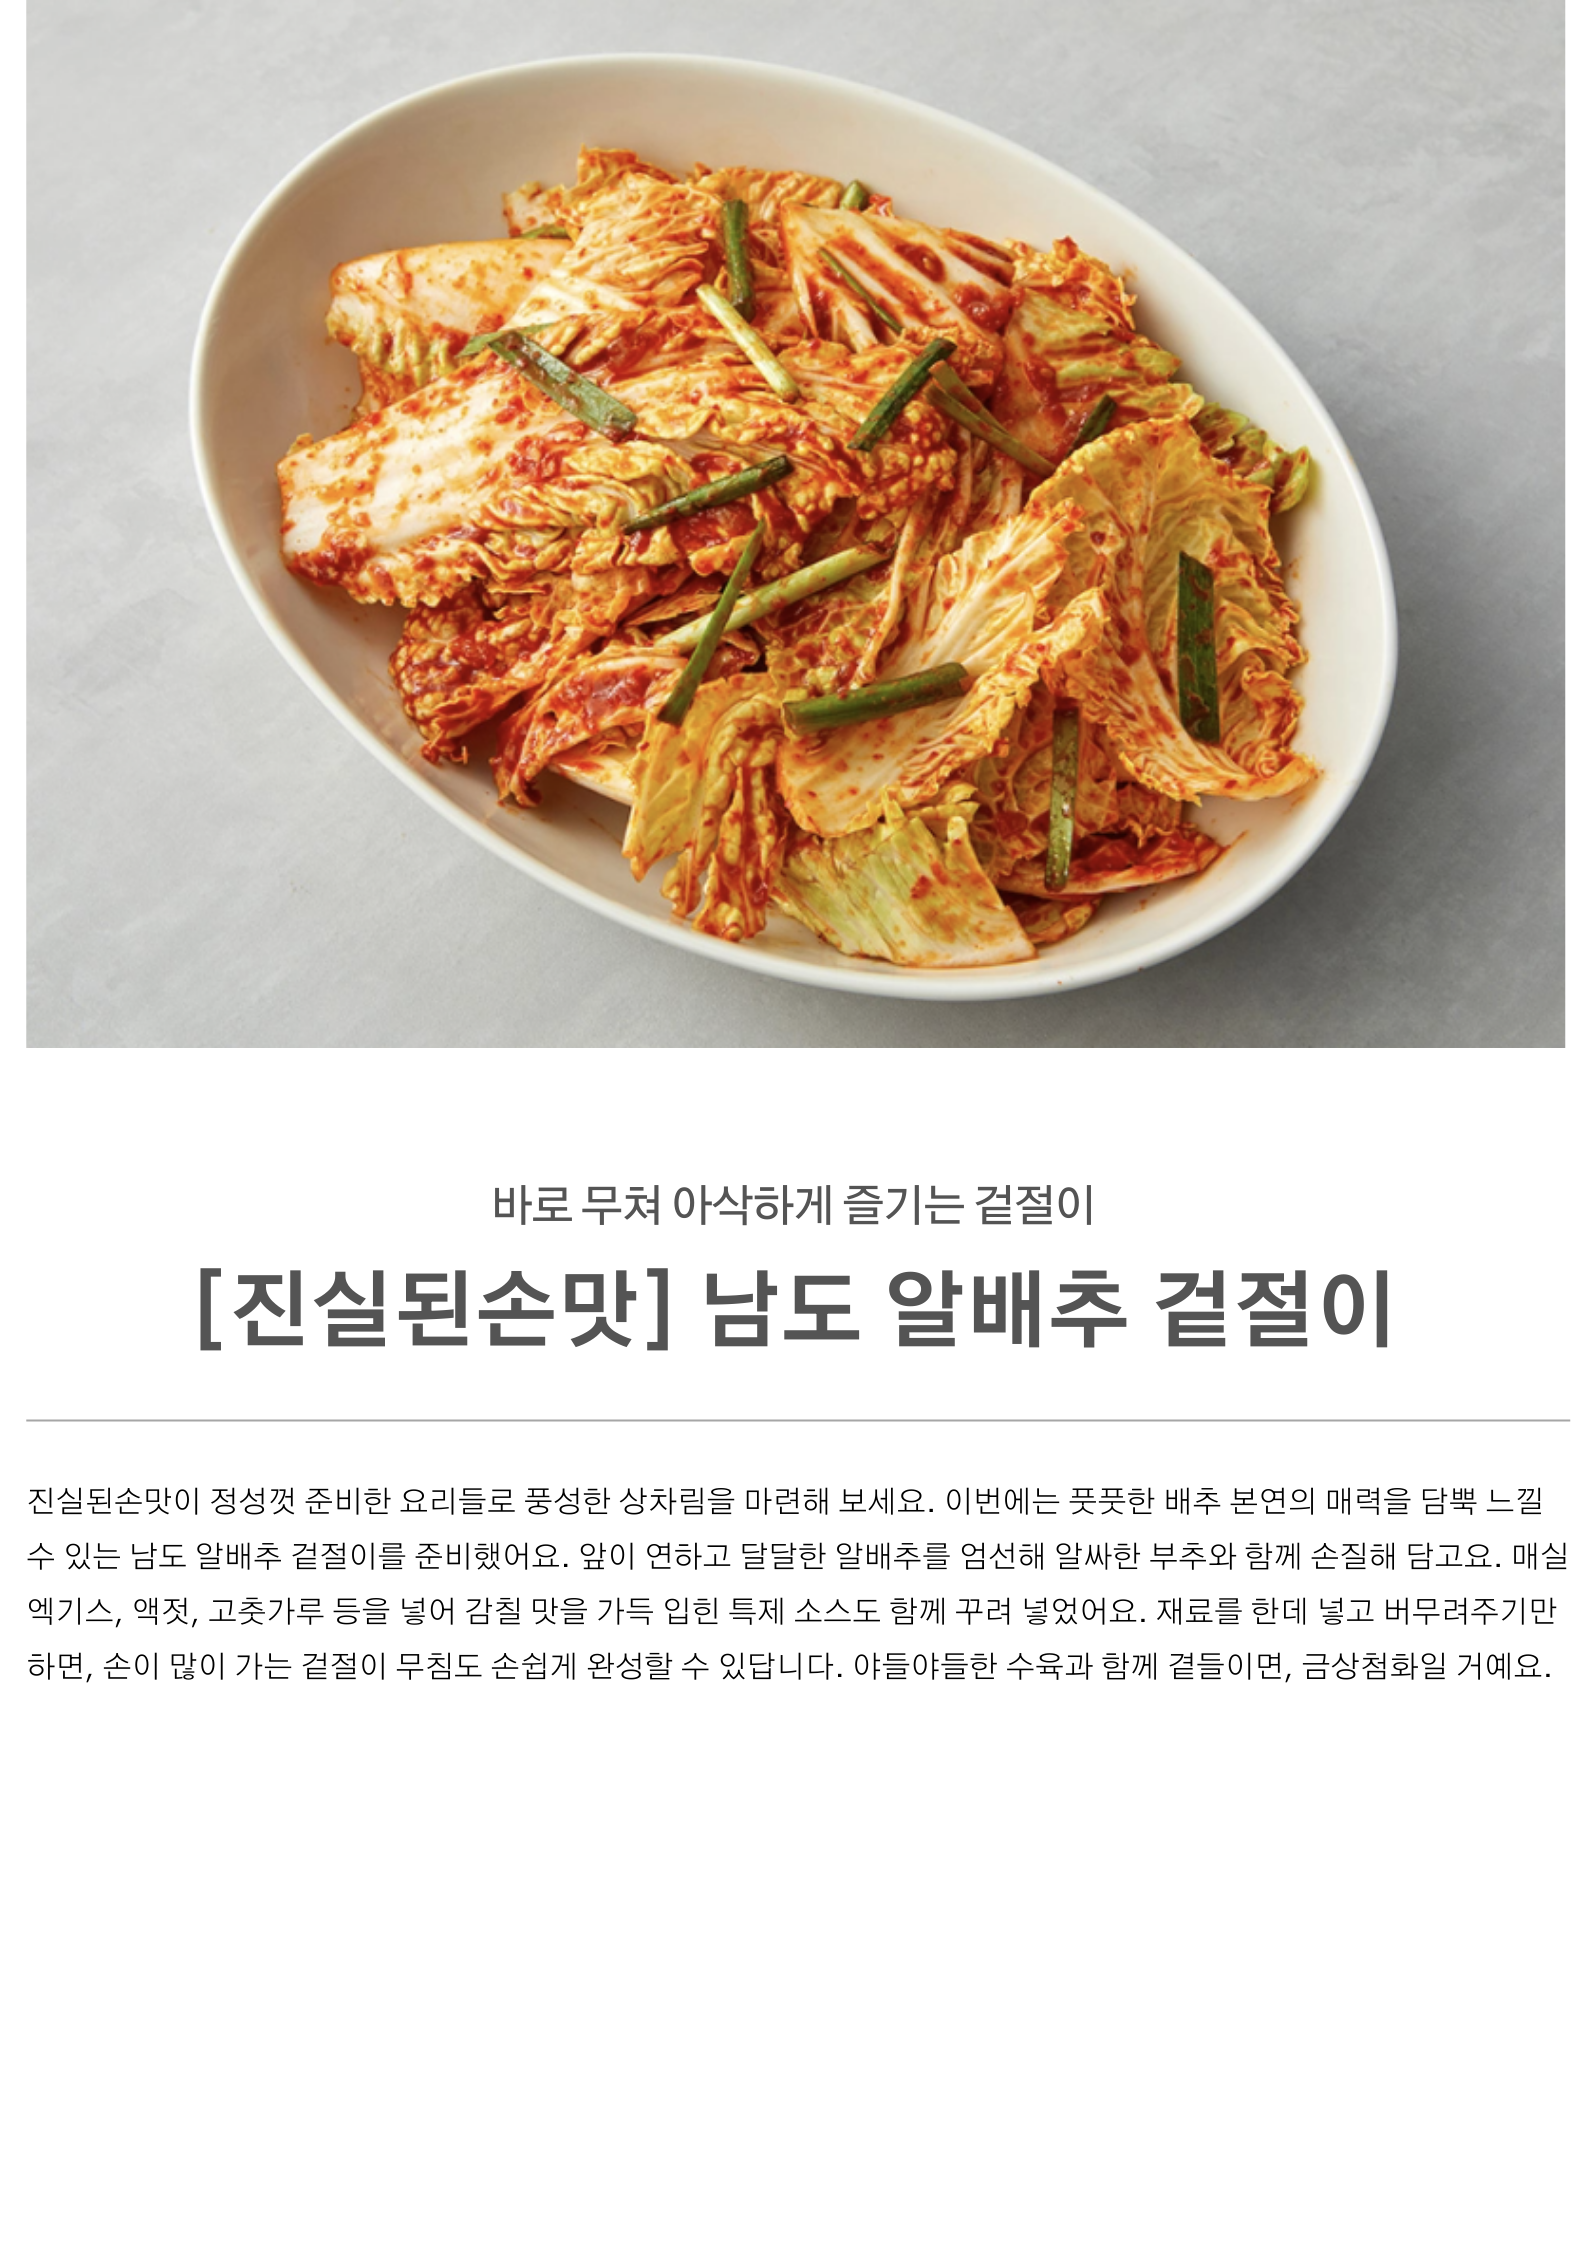 바로 무쳐 아삭하게 즐기는 겉절이
[진실된손맛] 남도 알배추 겉절이
진실된손맛이 정성껏 준비한 요리들로 풍성한 상차림을 마련해 보세요. 이번에는 풋풋한 배추 본연의 매력을 담뿍 느낄
수 있는 남도 알배추 겉절이를 준비했어요. 앞이 연하고 달달한 알배추를 엄선해 알싸한 부추와 함께 손질해 담고요. 매실
엑기스, 액젓, 고춧가루 등을 넣어 감칠 맛을 가득 입힌 특제 소스도 함께 꾸려 넣었어요. 재료를 한데 넣고 버무려주기만
하면, 손이 많이 가는 겉절이 무침도 손쉽게 완성할 수 있답니다. 야들야들한 수육과 함께 곁들이면, 금상첨화일 거예요.